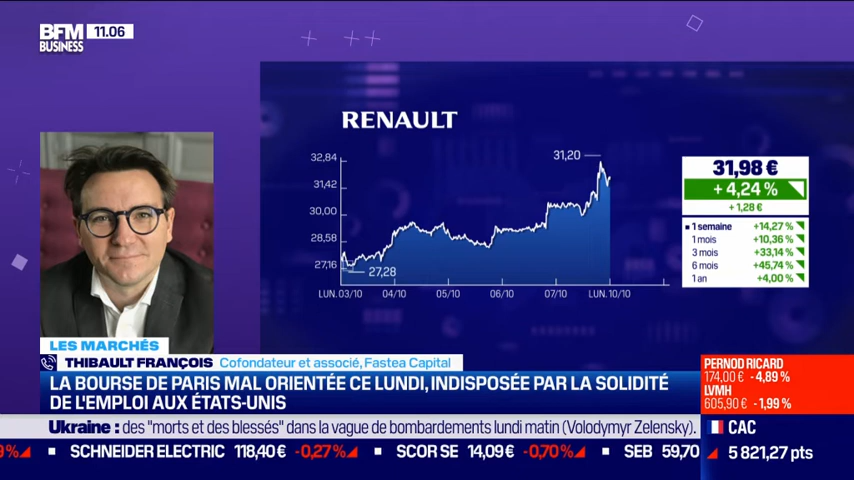 BFM
BUSINESS
11.06
RENAULT
32,84
31,42
30,00
28,58
27,16
31,20
27,28
LUN.03/10
04/10
05/10
06/10
07/10
LUN.10/10
31,98 €
+ 4,24 %
+ 1,28 €
1 semaine +14,27 %
1 mois +10,36 %
3 mois +33,14 %
6 mois +45,74 %
1 an +4,00 %
LES MARCHÉS
THIBAULT FRANÇOIS Cofondateur et associé, Fastea Capital
LA BOURSE DE PARIS MAL ORIENTÉE CE LUNDI, INDISPOSÉE PAR LA SOLIDITÉ
DE L'EMPLOI AUX ÉTATS-UNIS
PERNOD RICARD
174,00 € - 4,89 %
LVMH
605,90 € - 1,99 %
Ukraine : des "morts et des blessés" dans la vague de bombardements lundi matin (Volodymyr Zelensky).
CAC
5 821,27 pts
9% SCHNEIDER ELECTRIC 118,40€ -0,27% SCOR SE 14,09€ -0,70% SEB 59,70